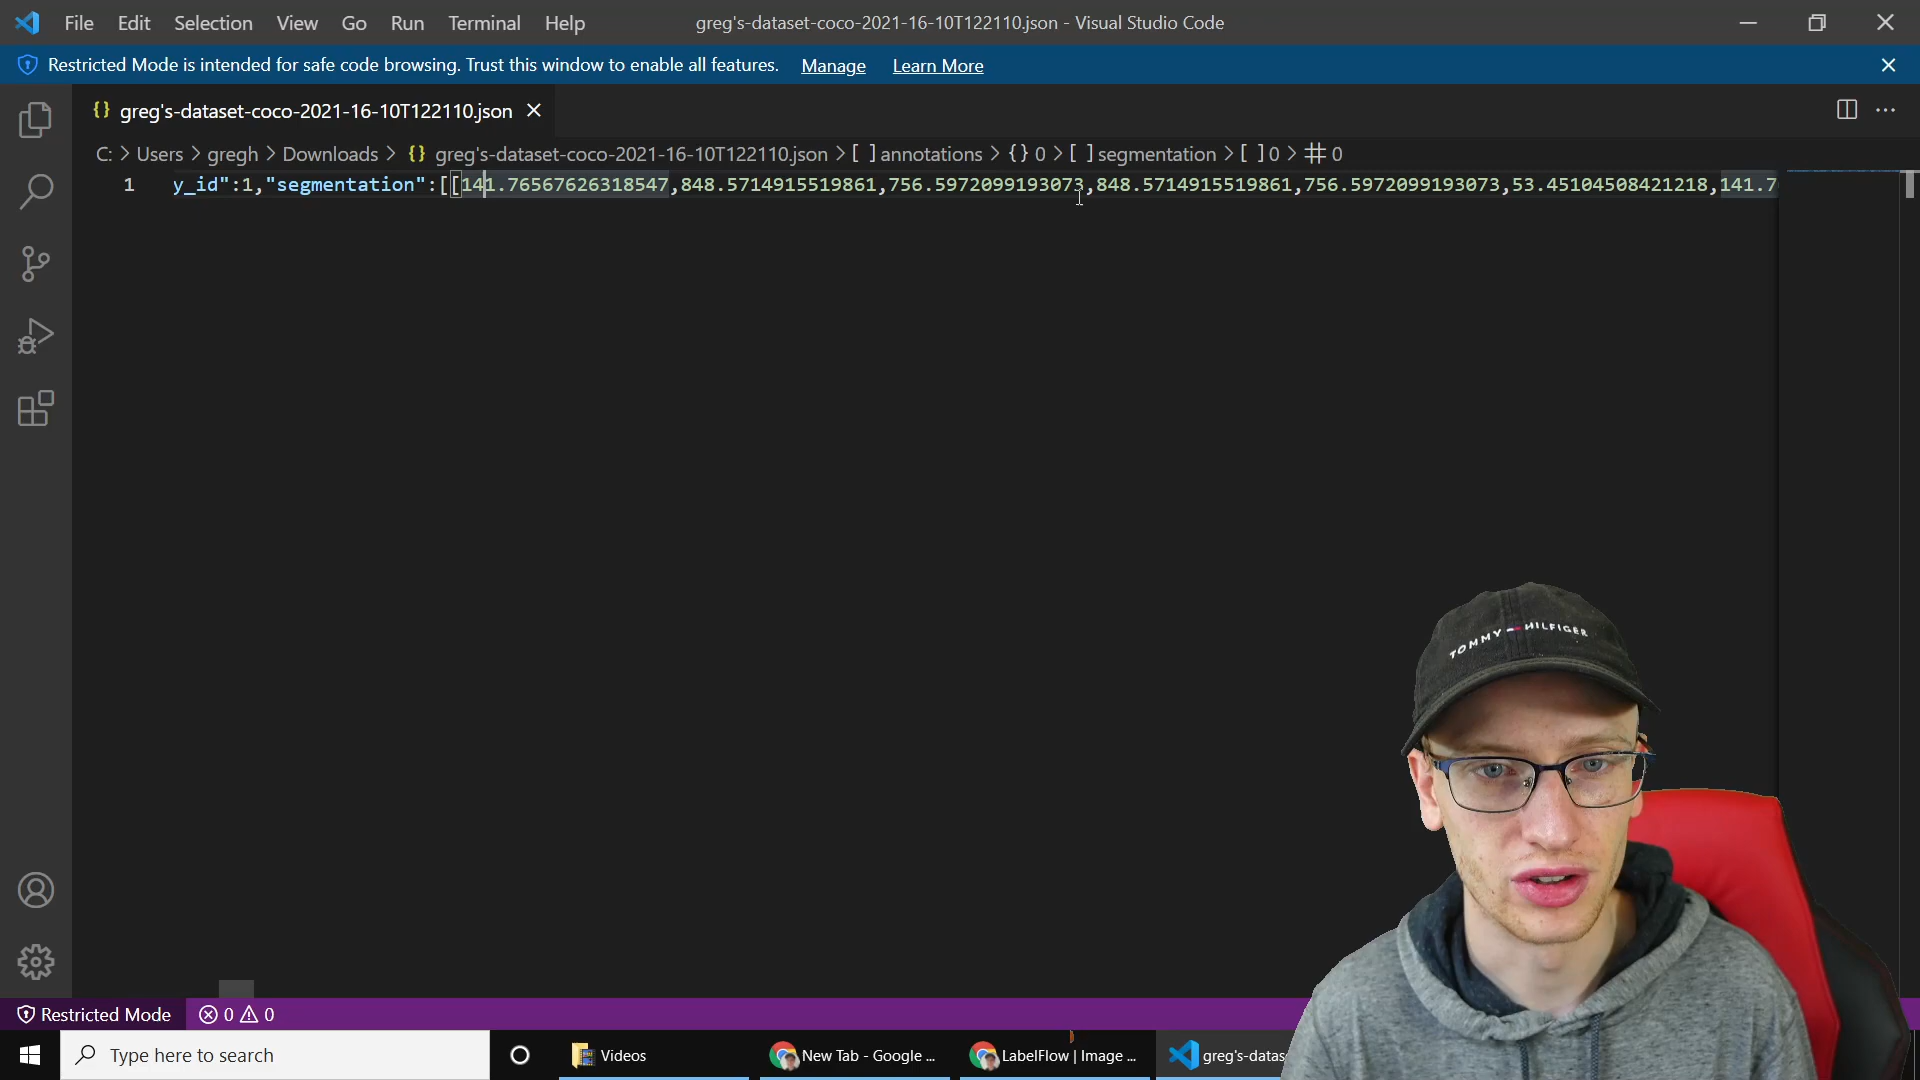 File Edit Selection View Go Run Terminal Help
greg's-dataset-coco-2021-16-10T122110.json - Visual Studio Code
Restricted Mode is intended for safe code browsing. Trust this window to enable all features. Manage Learn More
{} greg's-dataset-coco-2021-16-10T122110.json
C: > Users > gregh > Downloads > {} greg's-dataset-coco-2021-16-10T122110.json > [ ] annotations > {} 0 > [ ] segmentation > [ ] 0 > # 0
1 y_id":1,"segmentation":[[141.76567626318547,848.5714915519861,756.5972099193073,848.5714915519861,756.5972099193073,53.45104508421218,141.7
TOMMY HILFIGER
Restricted Mode 0 0
Type here to search
Videos
New Tab - Google ...
LabelFlow | Image ...
greg's-datas